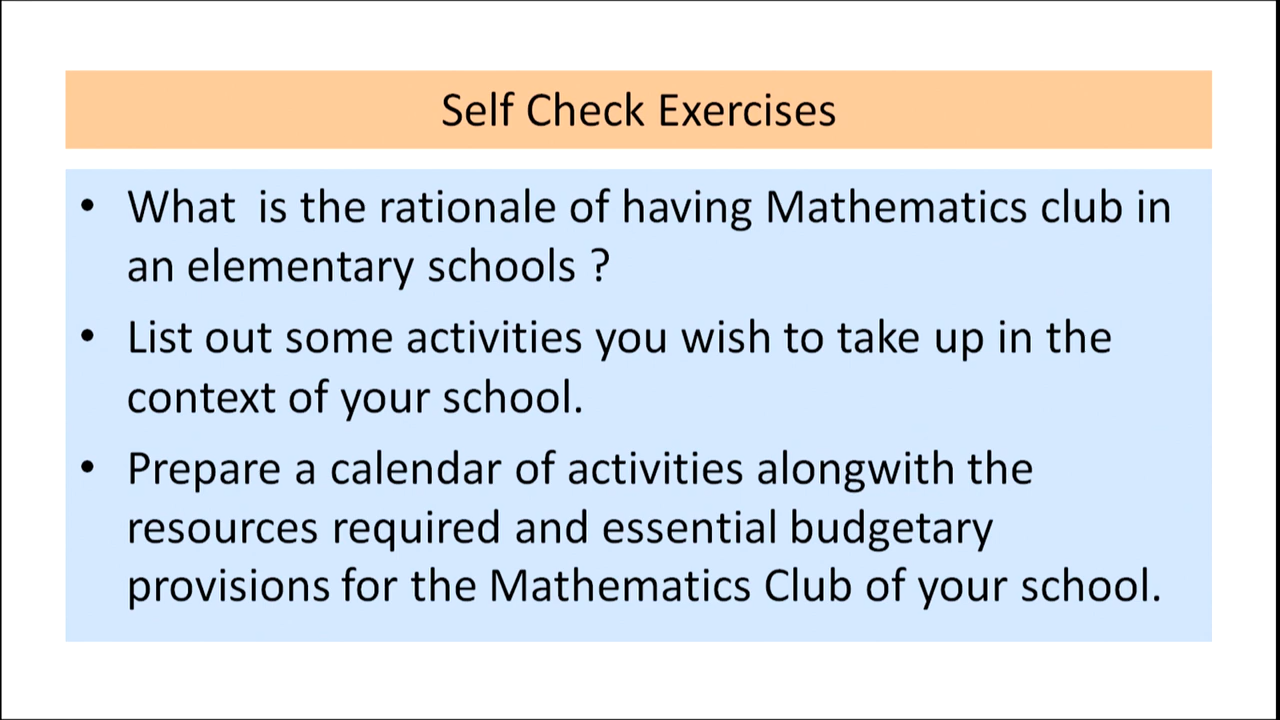 Self Check Exercises
• What is the rationale of having Mathematics club in
an elementary schools ?
• List out some activities you wish to take up in the
context of your school.
• Prepare a calendar of activities alongwith the
resources required and essential budgetary
provisions for the Mathematics Club of your school.